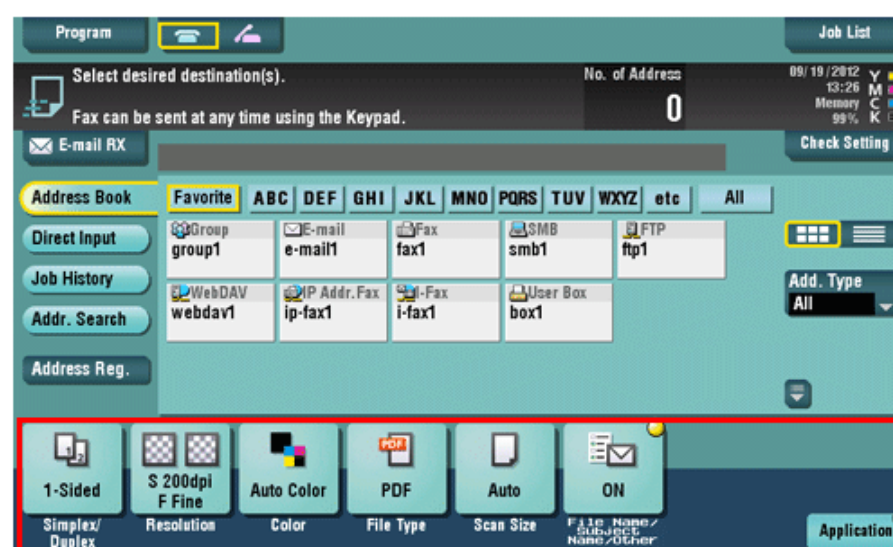 Program
Job List
Select desired destination(s).
No. of Address
09/19/2012
13:26
Memory
99%
Y
M
C
K
0
Fax can be sent at any time using the Keypad.
E-mail RX
Check Setting
Address Book
Favorite ABC DEF GHI JKL MNO PQRS TUV WXYZ etc All
Direct Input
Group E-mail Fax SMB FTP
group1 e-mail1 fax1 smb1 ftp1
Job History
Add. Type
All
WebDAV IP Addr.Fax I-Fax User Box
webdav1 ip-fax1 i-fax1 box1
Addr. Search
Address Reg.
1-Sided
S 200dpi
F Fine
Auto Color
PDF
PDF
Auto
ON
Simplex/
Duplex
Resolution
Color
File Type
Scan Size
File Name/
Subject
Name/Other
Application